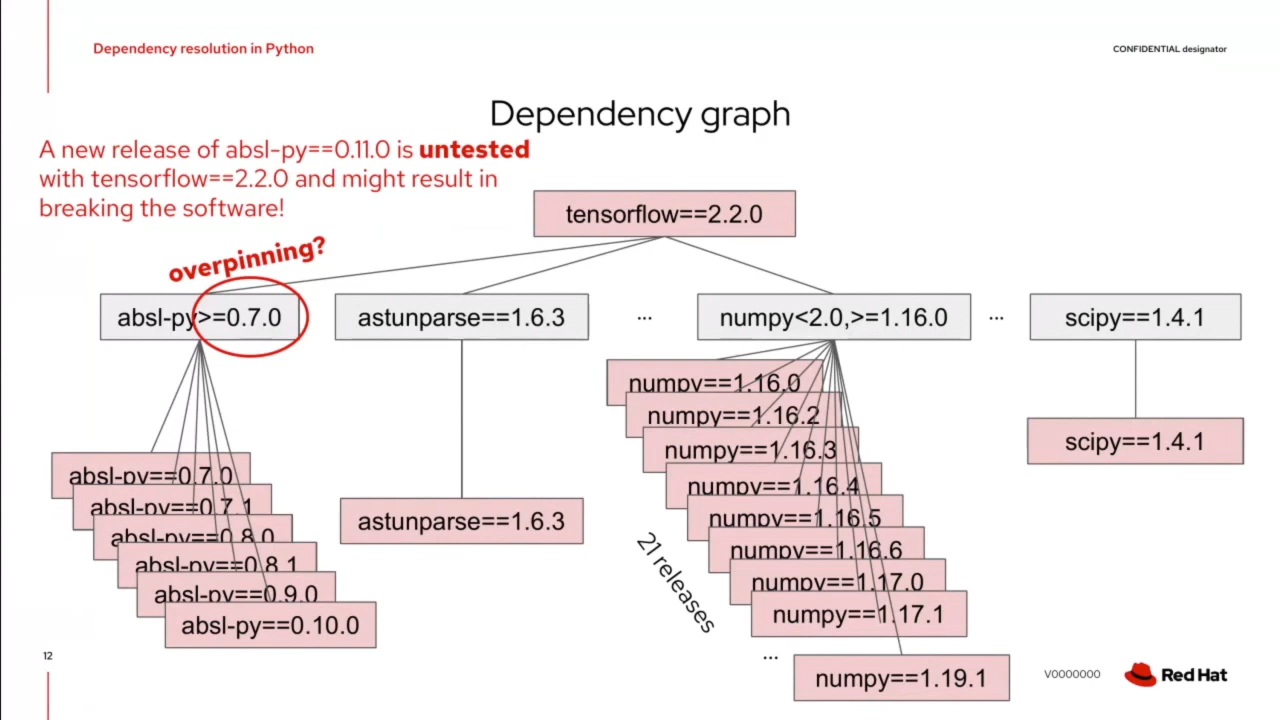 Dependency resolution in Python
CONFIDENTIAL designator
Dependency graph
A new release of absl-py==0.11.0 is untested
with tensorflow==2.2.0 and might result in
breaking the software!
tensorflow==2.2.0
overpinning?
absl-py>=0.7.0
astunparse==1.6.3
...
numpy<2.0,>=1.16.0
...
scipy==1.4.1
absl-py==0.7.0
absl-py==0.7.1
absl-py==0.8.0
absl-py==0.8.1
absl-py==0.9.0
absl-py==0.10.0
astunparse==1.6.3
numpy==1.16.0
numpy==1.16.2
numpy==1.16.3
numpy==1.16.4
numpy==1.16.5
numpy==1.16.6
numpy==1.17.0
numpy==1.17.1
21 releases
...
numpy==1.19.1
scipy==1.4.1
12
V0000000
Red Hat